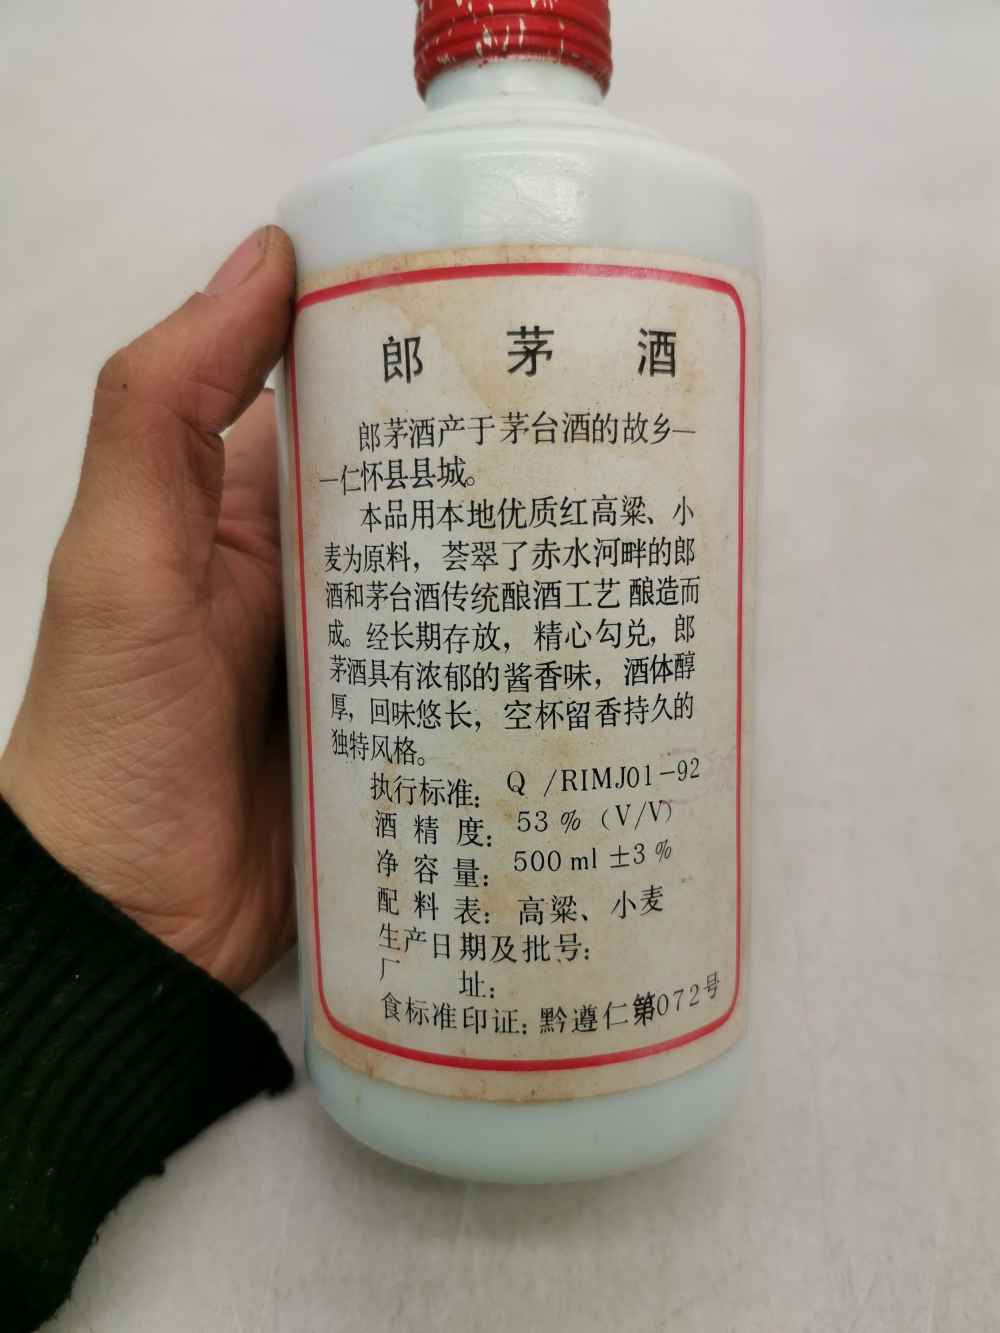 郎茅酒
郎茅酒产于茅台酒的故乡—
—仁怀县县城。
本品用本地优质红高粱、小
麦为原料，荟翠了赤水河畔的郎
酒和茅台酒传统酿酒工艺酿造而
成。经长期存放，精心勾兑，郎
茅酒具有浓郁的酱香味，酒体醇
厚，回味悠长，空杯留香持久的
独特风格。
执行标准：Q/RIMJ01-92
酒精度：53%（V/V）
净容量：500ml±3%
配料表：高粱、小麦
生产日期及批号：
厂址：
食标准印证：黔遵仁第072号